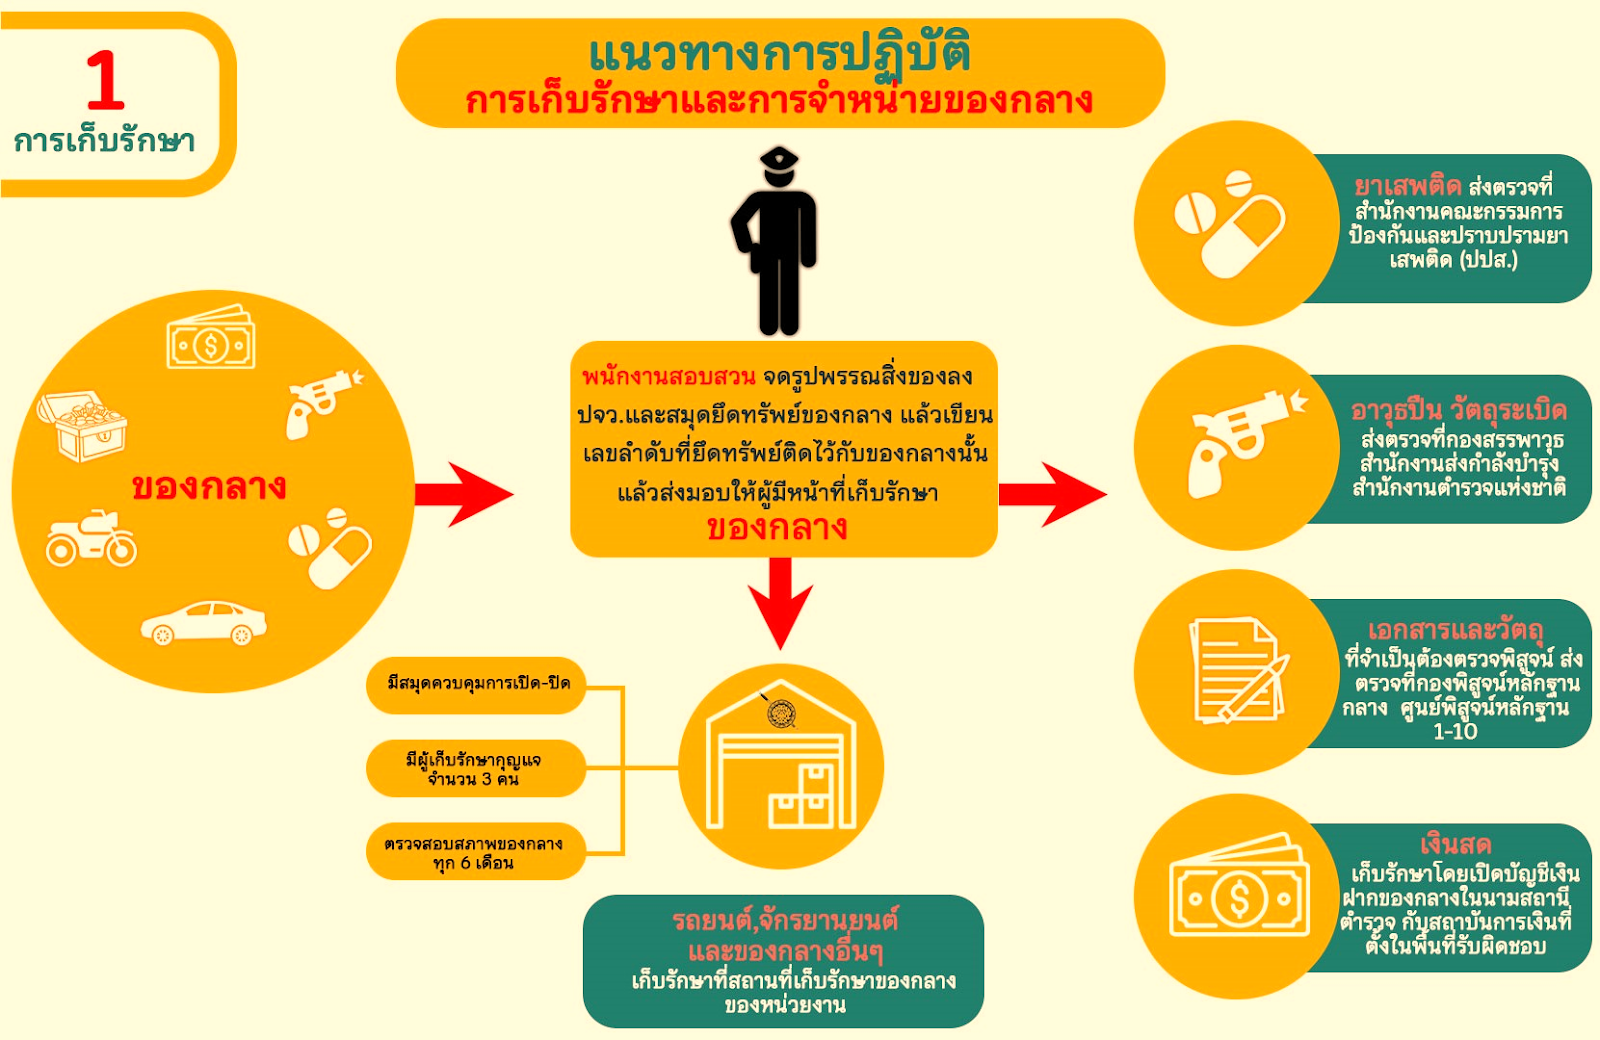 1
การเก็บรักษา
แนวทางการปฏิบัติ
การเก็บรักษาและการจำหน่ายของกลาง
ของกลาง
พนักงานสอบสวน จดรูปพรรณสิ่งของลง
ปจว.และสมุดยึดทรัพย์ของกลาง แล้วเขียน
เลขลำดับที่ยึดทรัพย์ติดไว้กับของกลางนั้น
แล้วส่งมอบให้ผู้มีหน้าที่เก็บรักษา
ของกลาง
มีสมุดควบคุมการเปิด-ปิด
มีผู้เก็บรักษากุญแจ
จำนวน 3 คน
ตรวจสอบสภาพของกลาง
ทุก 6 เดือน
รถยนต์,จักรยานยนต์
และของกลางอื่นๆ
เก็บรักษาที่สถานที่เก็บรักษาของกลาง
ของหน่วยงาน
ยาเสพติด ส่งตรวจที่
สำนักงานคณะกรรมการ
ป้องกันและปราบปรามยา
เสพติด (ปปส.)
อาวุธปืน วัตถุระเบิด
ส่งตรวจที่กองสรรพาวุธ
สำนักงานส่งกำลังบำรุง
สำนักงานตำรวจแห่งชาติ
เอกสารและวัตถุ
ที่จำเป็นต้องตรวจพิสูจน์ ส่ง
ตรวจที่กองพิสูจน์หลักฐาน
กลาง ศูนย์พิสูจน์หลักฐาน
1-10
เงินสด
เก็บรักษาโดยเปิดบัญชีเงิน
ฝากของกลางในนามสถานี
ตำรวจ กับสถาบันการเงินที่
ตั้งในพื้นที่รับผิดชอบ